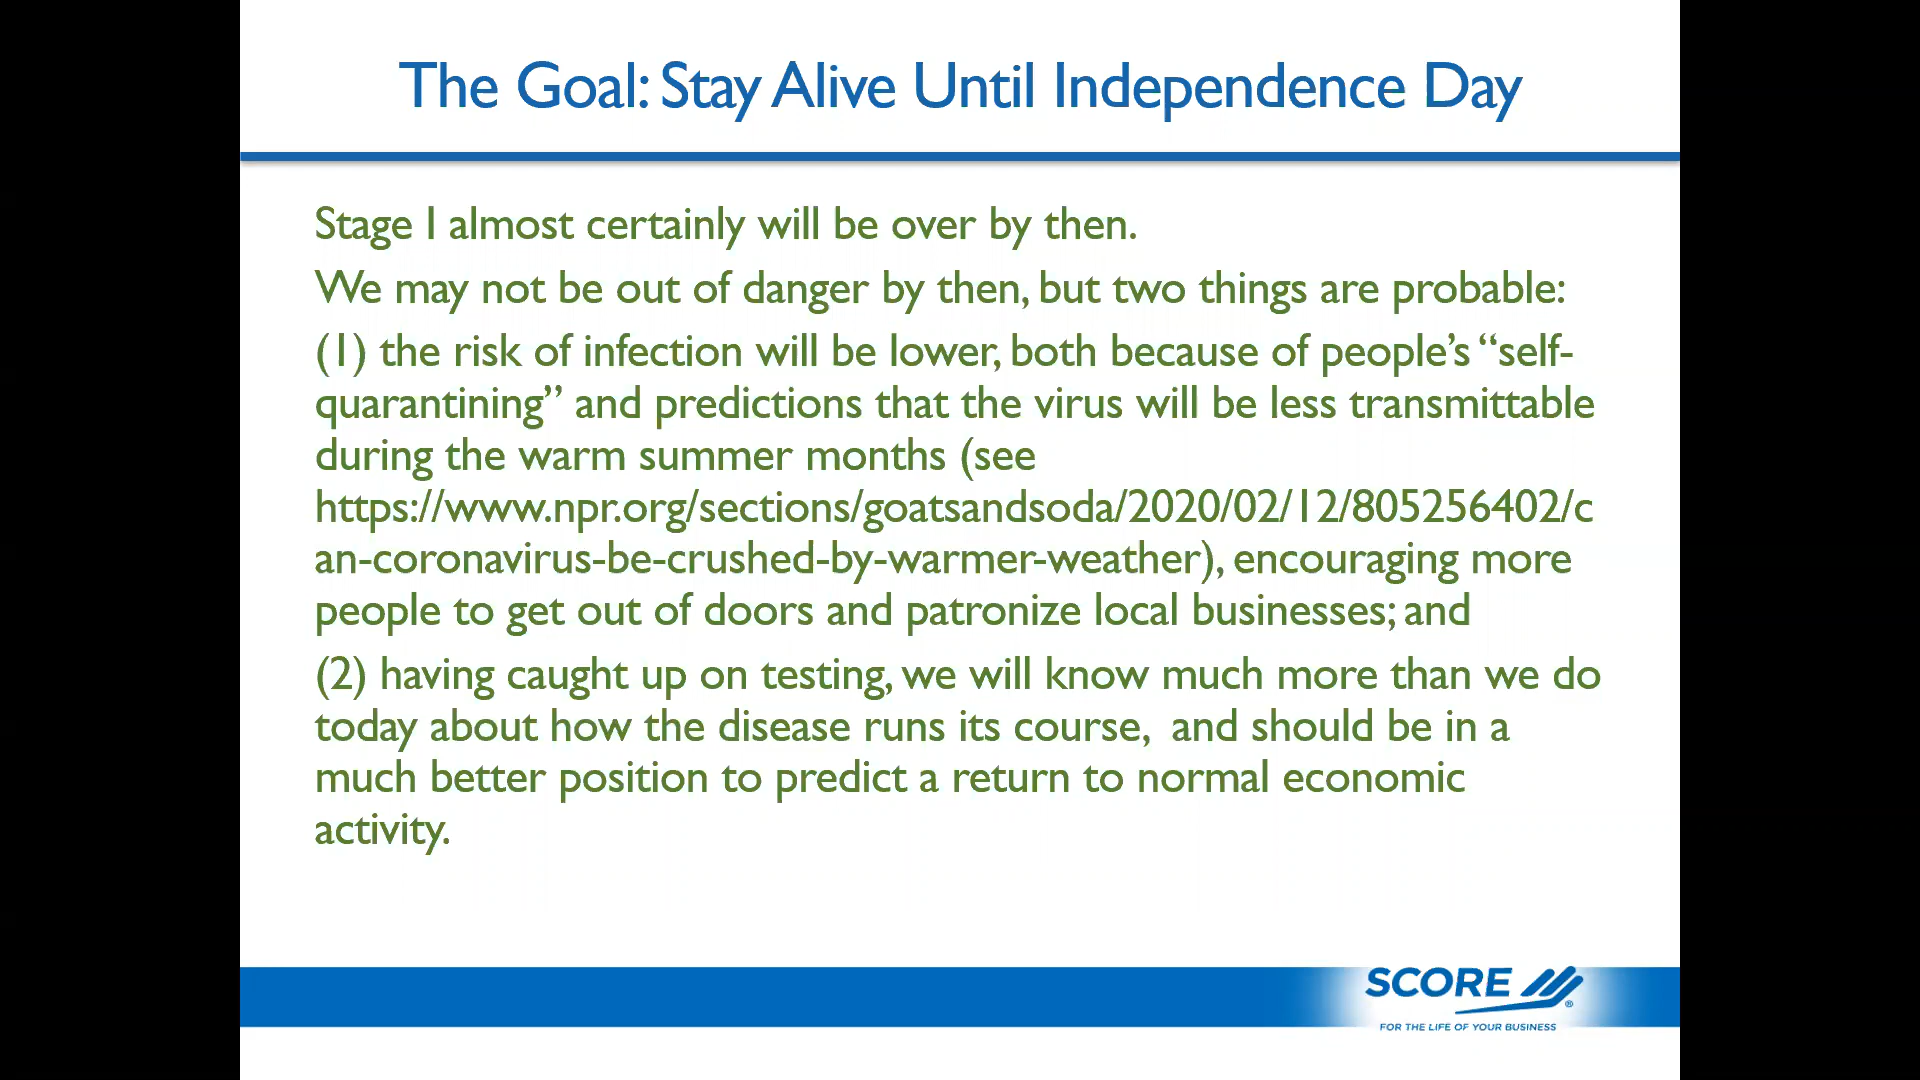 The Goal: Stay Alive Until Independence Day
Stage I almost certainly will be over by then.
We may not be out of danger by then, but two things are probable:
(1) the risk of infection will be lower, both because of people’s “self-
quarantining” and predictions that the virus will be less transmittable
during the warm summer months (see
https://www.npr.org/sections/goatsandsoda/2020/02/12/805256402/c
an-coronavirus-be-crushed-by-warmer-weather), encouraging more
people to get out of doors and patronize local businesses; and
(2) having caught up on testing, we will know much more than we do
today about how the disease runs its course,  and should be in a
much better position to predict a return to normal economic
activity.
SCORE
®
FOR THE LIFE OF YOUR BUSINESS